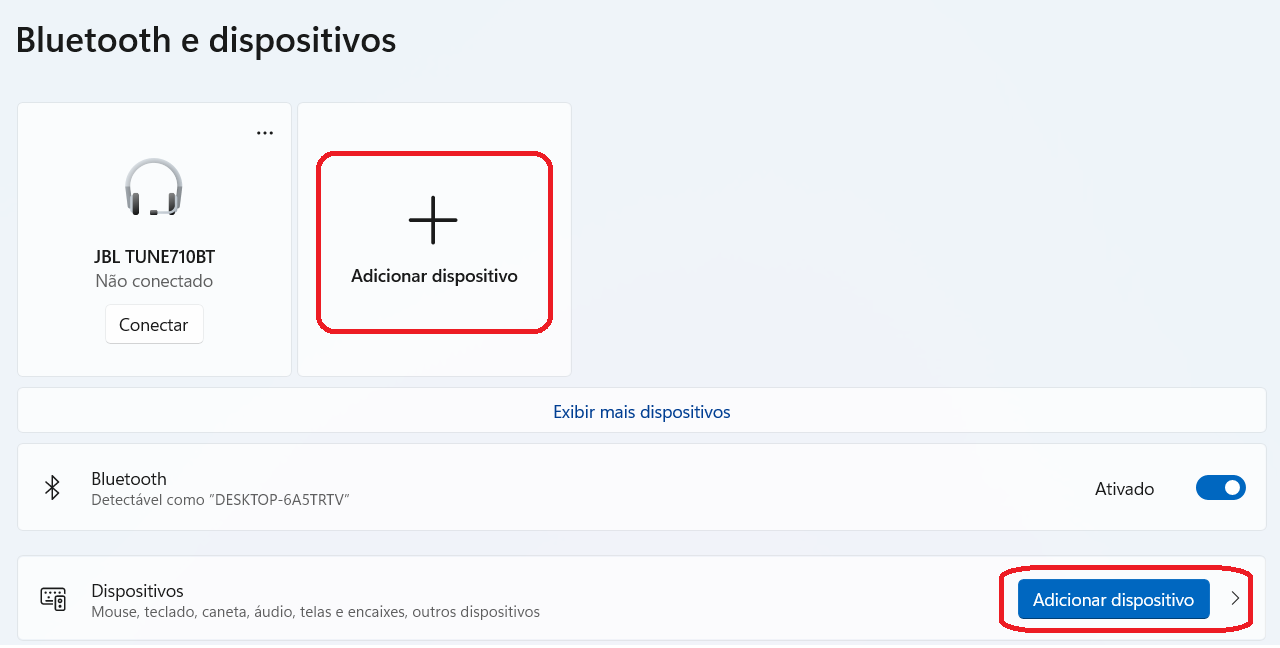 Bluetooth e dispositivos
JBL TUNE710BT
Não conectado
Conectar
Adicionar dispositivo
Exibir mais dispositivos
Bluetooth
Detectável como "DESKTOP-6A5TRTV"
Ativado
Dispositivos
Mouse, teclado, caneta, áudio, telas e encaixes, outros dispositivos
Adicionar dispositivo